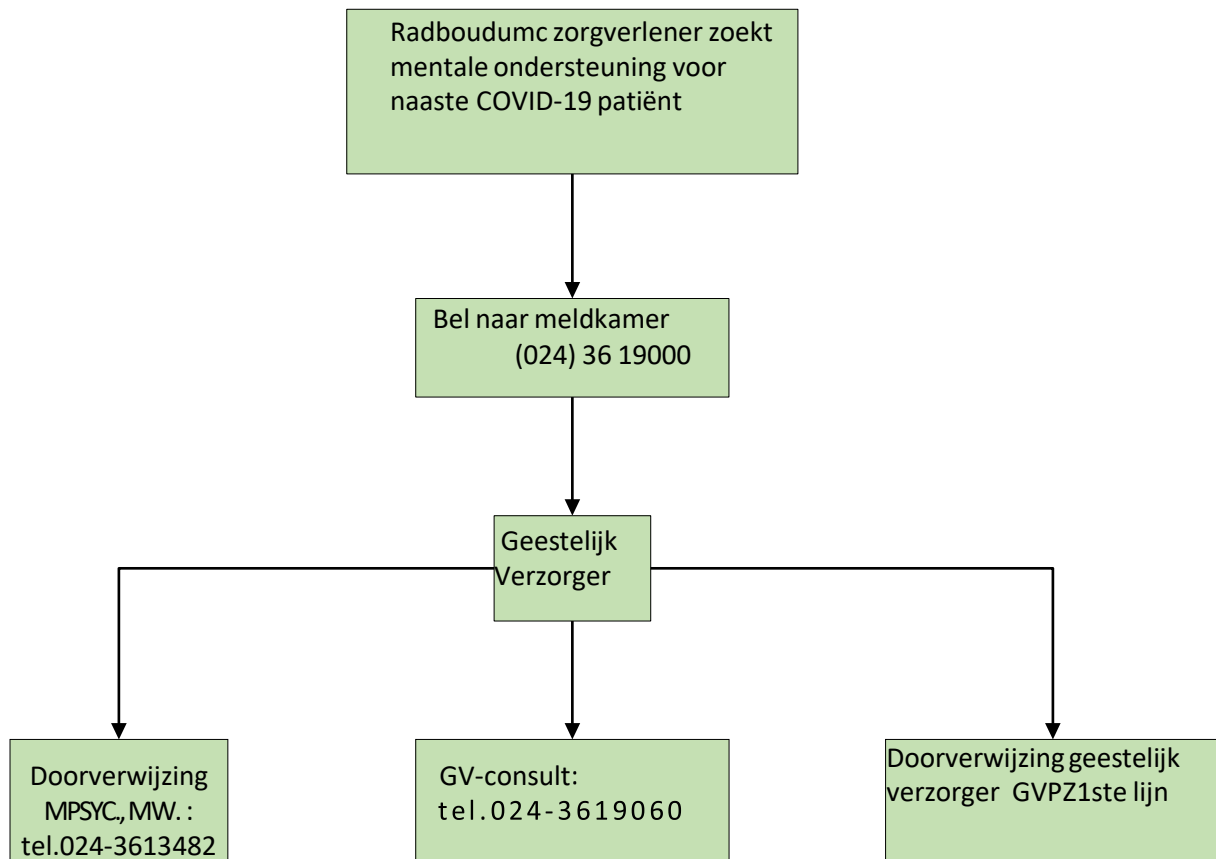 Radboudumc zorgverlener zoekt
mentale ondersteuning voor
naaste COVID-19 patiënt
Bel naar meldkamer
(024) 36 19000
Geestelijk
Verzorger
Doorverwijzing
MPSYC., MW. :
tel.024-3613482
GV-consult:
tel.024-3619060
Doorverwijzing geestelijk
verzorger GVPZ1ste lijn